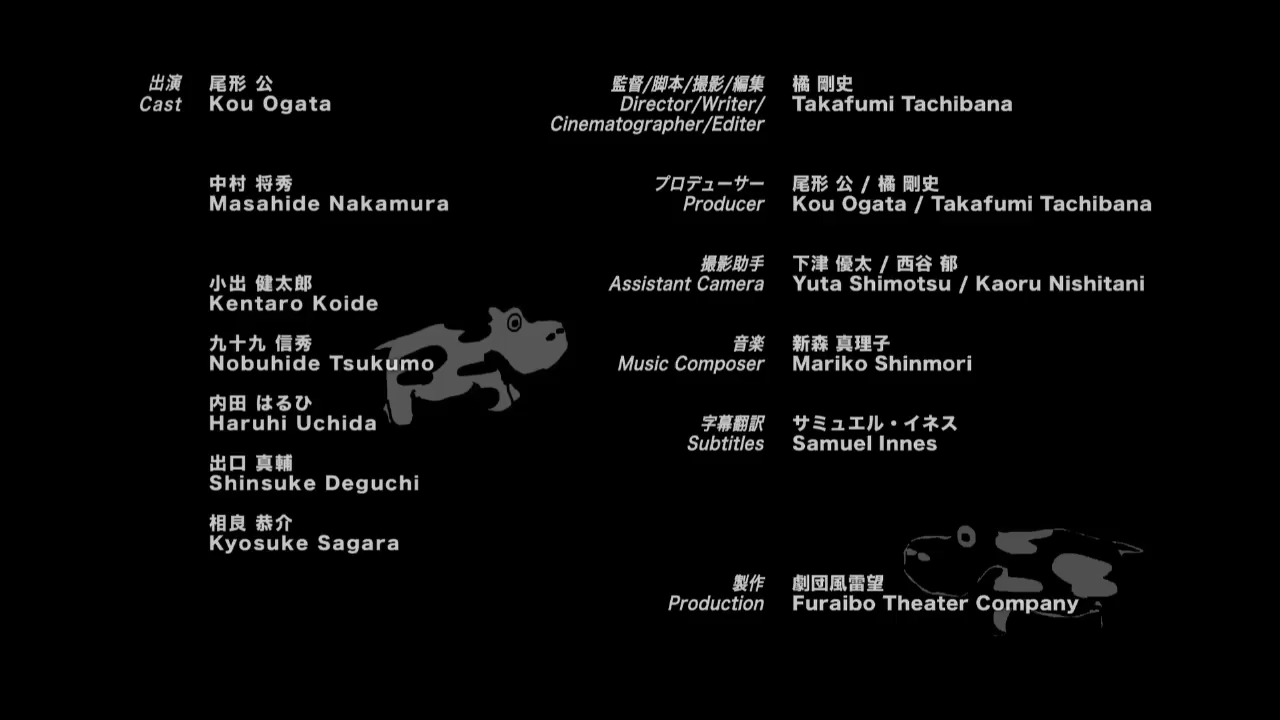 出演 尾形 公
Cast Kou Ogata
中村 将秀
Masahide Nakamura
小出 健太郎
Kentaro Koide
九十九 信秀
Nobuhide Tsukumo
内田 はるひ
Haruhi Uchida
出口 真輔
Shinsuke Deguchi
相良 恭介
Kyosuke Sagara
監督/脚本/撮影/編集 橘 剛史
Director/Writer/ Takafumi Tachibana
Cinematographer/Editer
プロデューサー 尾形 公 / 橘 剛史
Producer Kou Ogata / Takafumi Tachibana
撮影助手 下津 優太 / 西谷 郁
Assistant Camera Yuta Shimotsu / Kaoru Nishitani
音楽 新森 真理子
Music Composer Mariko Shinmori
字幕翻訳 サミュエル・イネス
Subtitles Samuel Innes
製作 劇団風雷望
Production Furaibo Theater Company